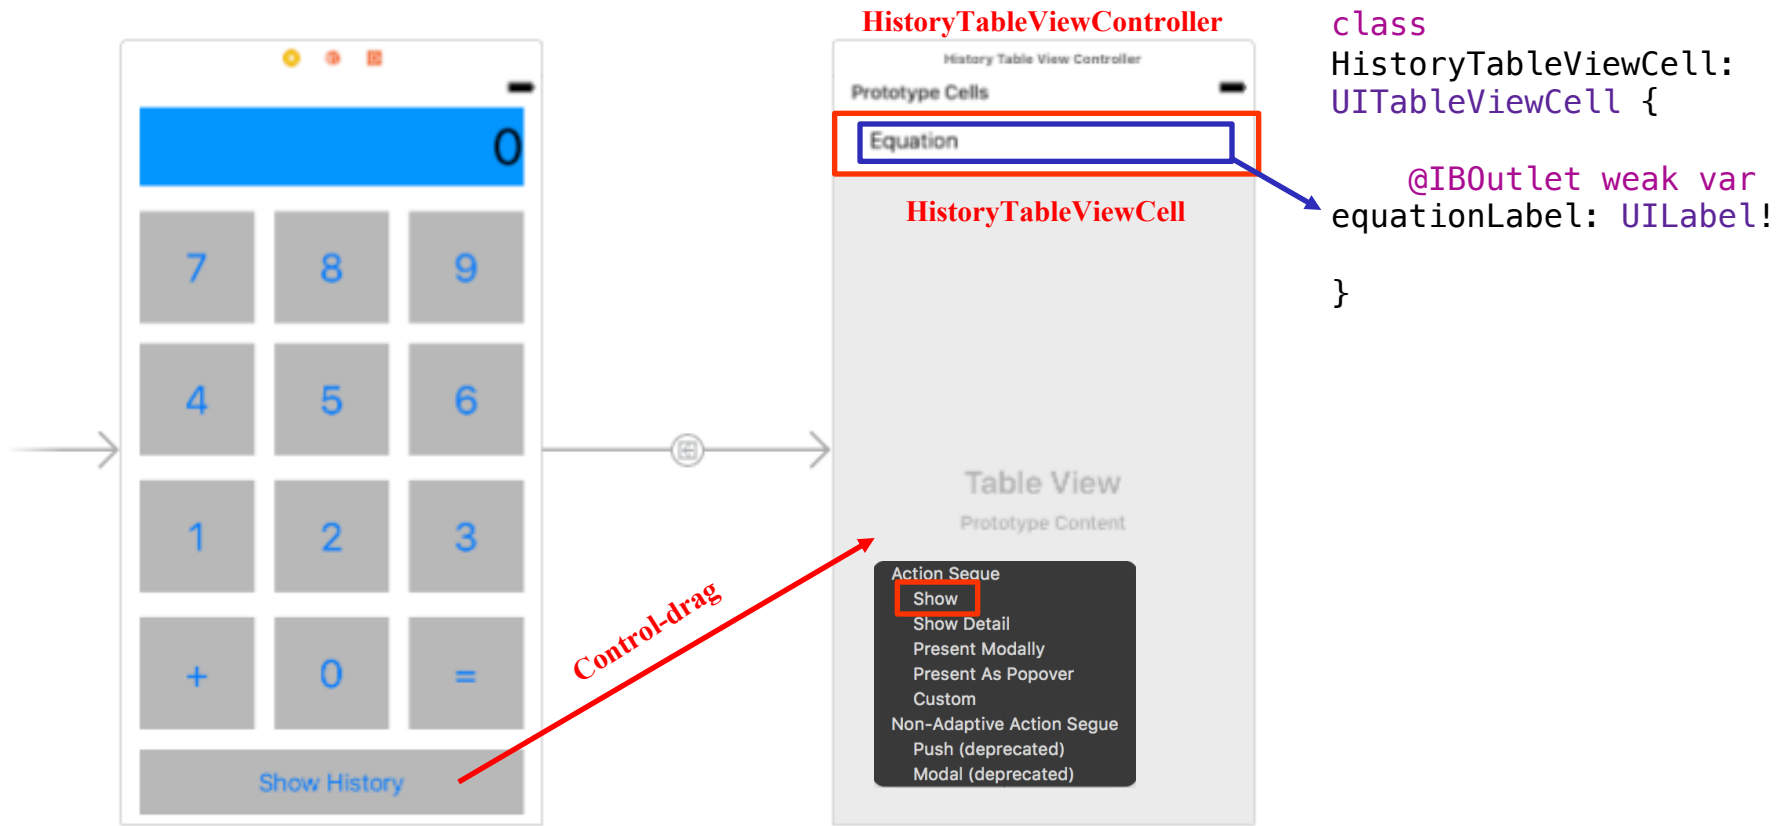 0
7 8 9
4 5 6
1 2 3
+ 0 =
Show History
Control-drag
HistoryTableViewController
History Table View Controller
Prototype Cells
Equation
HistoryTableViewCell
Table View
Prototype Content
Action Segue
Show
Show Detail
Present Modally
Present As Popover
Custom
Non-Adaptive Action Segue
Push (deprecated)
Modal (deprecated)
class
HistoryTableViewCell:
UITableViewCell {
@IBOutlet weak var
equationLabel: UILabel!
}